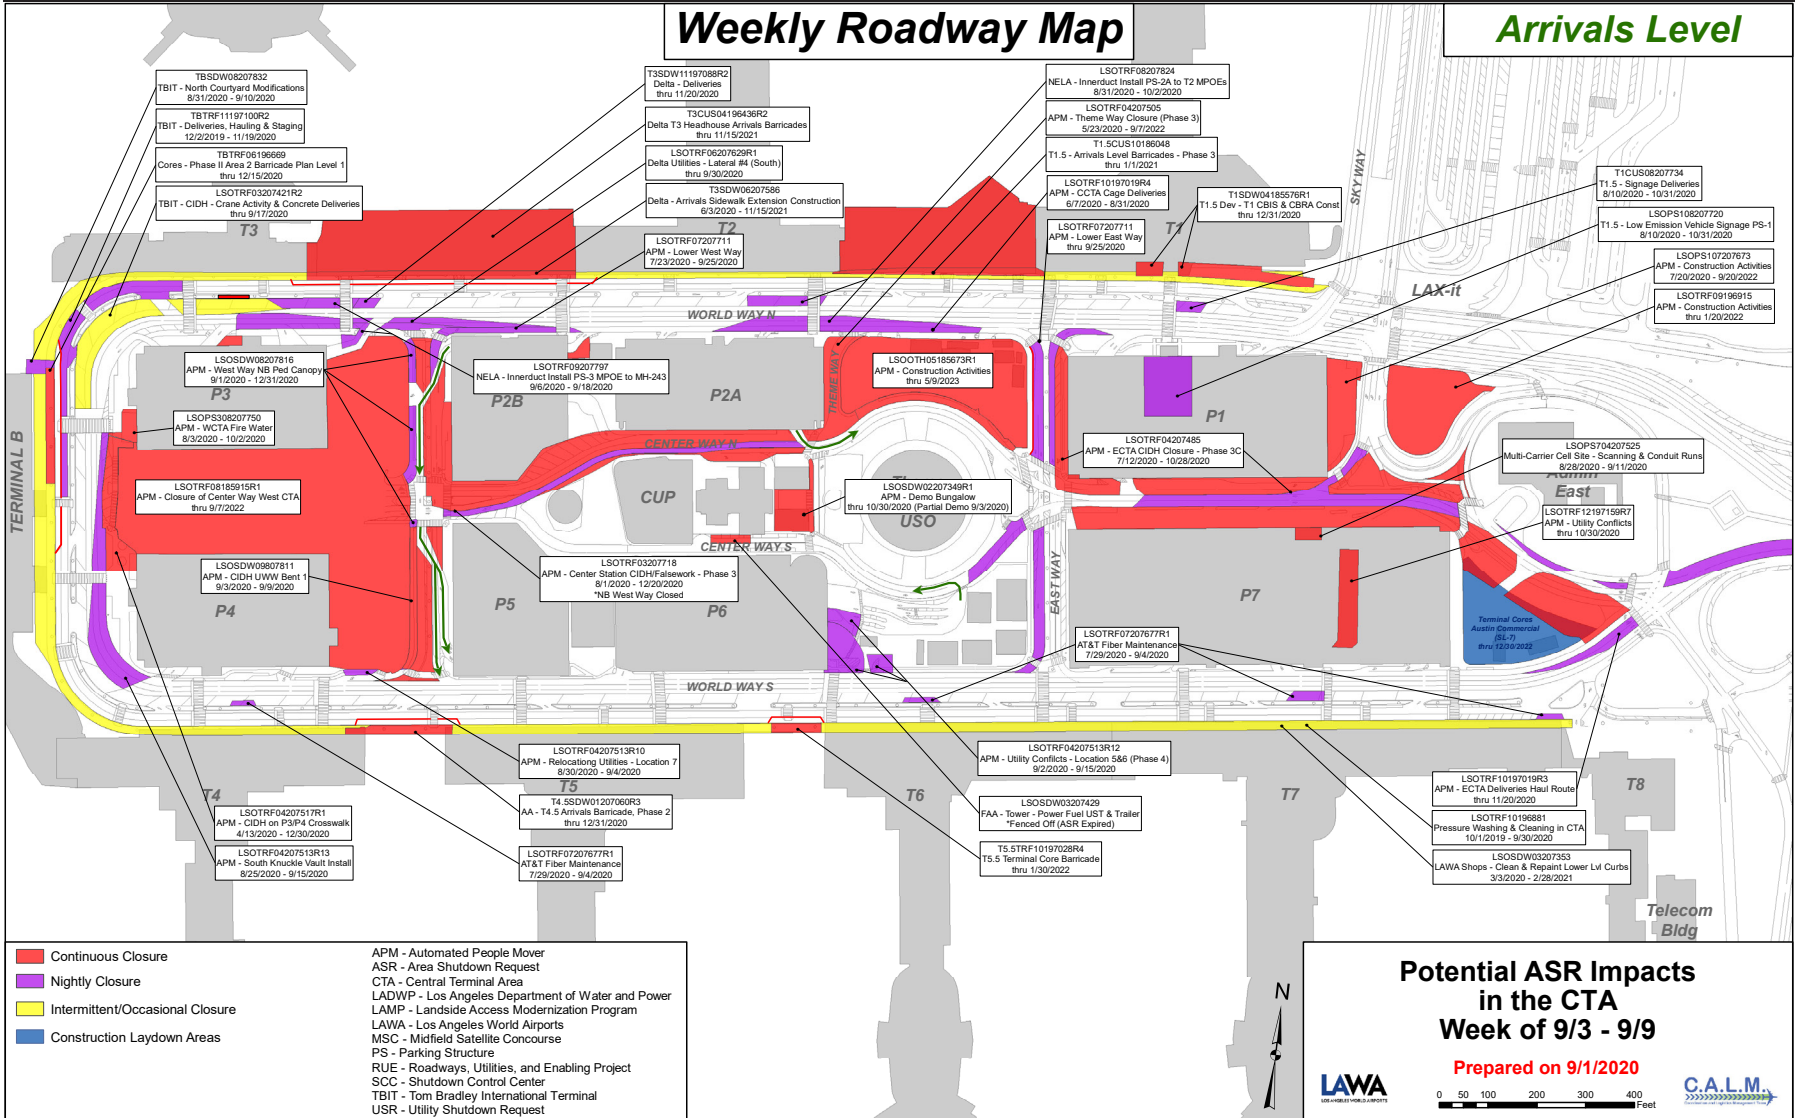 Weekly Roadway Map
Arrivals Level
TBSDW08207832
TBIT - North Courtyard Modifications
8/31/2020 - 9/10/2020
TBTRF11197100R2
TBIT - Deliveries, Hauling & Staging
12/2/2019 - 11/19/2020
TBTRF06196669
Cores - Phase II Area 2 Barricade Plan Level 1
thru 12/15/2020
LSOTRF03207421R2
TBIT - CIDH - Crane Activity & Concrete Deliveries
thru 9/17/2020
T3SDW11197088R2
Delta - Deliveries
thru 11/20/2020
T3CUS04196436R2
Delta T3 Headhouse Arrivals Barricades
thru 11/15/2021
LSOTRF06207629R1
Delta Utilities - Lateral #4 (South)
thru 9/30/2020
T3SDW06207586
Delta - Arrivals Sidewalk Extension Construction
6/3/2020 - 11/15/2021
LSOTRF07207711
APM - Lower West Way
7/23/2020 - 9/25/2020
LSOTRF08207824
NELA - Innerduct Install PS-2A to T2 MPOEs
8/31/2020 - 10/2/2020
LSOTRF04207505
APM - Theme Way Closure (Phase 3)
5/23/2020 - 9/7/2022
T1.5CUS10186048
T1.5 - Arrivals Level Barricades - Phase 3
thru 1/1/2021
LSOTRF10197019R4
APM - CCTA Cage Deliveries
6/7/2020 - 8/31/2020
LSOTRF07207711
APM - Lower East Way
thru 9/25/2020
T1SDW04185576R1
T1.5 Dev - T1 CBIS & CBRA Const
thru 12/31/2020
T1CUS08207734
T1.5 - Signage Deliveries
8/10/2020 - 10/31/2020
LSOPS108207720
T1.5 - Low Emission Vehicle Signage PS-1
8/10/2020 - 10/31/2020
LSOPS107207673
APM - Construction Activities
7/20/2020 - 9/20/2022
LSOTRF09196915
APM - Construction Activities
thru 1/20/2022
T3
T2
T1
SKY WAY
LAX-it
WORLD WAY N
LSOSDW08207816
APM - West Way NB Ped Canopy
9/1/2020 - 12/31/2020
P3
LSOTRF09207797
NELA - Innerduct Install PS-3 MPOE to MH-243
9/6/2020 - 9/18/2020
P2B
P2A
THEME WAY
LSOOTH05185673R1
APM - Construction Activities
thru 5/9/2023
P1
LSOPS308207750
APM - WCTA Fire Water
8/3/2020 - 10/2/2020
CENTER WAY N
LSOTRF04207485
APM - ECTA CIDH Closure - Phase 3C
7/12/2020 - 10/28/2020
LSOPS704207525
Multi-Carrier Cell Site - Scanning & Conduit Runs
8/28/2020 - 9/11/2020
Admin
East
TERMINAL B
LSOTRF08185915R1
APM - Closure of Center Way West CTA
thru 9/7/2022
CUP
LSOSDW02207349R1
APM - Demo Bungalow
thru 10/30/2020 (Partial Demo 9/3/2020)
USO
LSOTRF12197159R7
APM - Utility Conflicts
thru 10/30/2020
CENTER WAY S
LSOSDW09807811
APM - CIDH UWW Bent 1
9/3/2020 - 9/9/2020
LSOTRF03207718
APM - Center Station CIDH/Falsework - Phase 3
8/1/2020 - 12/20/2020
*NB West Way Closed
P4
P5
P6
EAST WAY
P7
Terminal Cores
Austin Commercial
(SL-7)
thru 12/30/2022
LSOTRF07207677R1
AT&T Fiber Maintenance
7/29/2020 - 9/4/2020
WORLD WAY S
LSOTRF04207513R10
APM - Relocationg Utilities - Location 7
8/30/2020 - 9/4/2020
LSOTRF04207513R12
APM - Utility Confilcts - Location 5&6 (Phase 4)
9/2/2020 - 9/15/2020
T4
T5
T6
T7
T8
LSOTRF04207517R1
APM - CIDH on P3/P4 Crosswalk
4/13/2020 - 12/30/2020
T4.5SDW01207060R3
AA - T4.5 Arrivals Barricade, Phase 2
thru 12/31/2020
LSOSDW03207429
FAA - Tower - Power Fuel UST & Trailer
*Fenced Off (ASR Expired)
LSOTRF10197019R3
APM - ECTA Deliveries Haul Route
thru 11/20/2020
LSOTRF10196881
Pressure Washing & Cleaning in CTA
10/1/2019 - 9/30/2020
LSOTRF04207513R13
APM - South Knuckle Vault Install
8/25/2020 - 9/15/2020
LSOTRF07207677R1
AT&T Fiber Maintenance
7/29/2020 - 9/4/2020
T5.5TRF10197028R4
T5.5 Terminal Core Barricade
thru 1/30/2022
LSOSDW03207353
LAWA Shops - Clean & Repaint Lower Lvl Curbs
3/3/2020 - 2/28/2021
Telecom
Bldg
Continuous Closure
Nightly Closure
Intermittent/Occasional Closure
Construction Laydown Areas
APM - Automated People Mover
ASR - Area Shutdown Request
CTA - Central Terminal Area
LADWP - Los Angeles Department of Water and Power
LAMP - Landside Access Modernization Program
LAWA - Los Angeles World Airports
MSC - Midfield Satellite Concourse
PS - Parking Structure
RUE - Roadways, Utilities, and Enabling Project
SCC - Shutdown Control Center
TBIT - Tom Bradley International Terminal
USR - Utility Shutdown Request
N
Potential ASR Impacts
in the CTA
Week of 9/3 - 9/9
Prepared on 9/1/2020
LAWA
LOS ANGELES WORLD AIRPORTS
0 50 100 200 300 400
Feet
C.A.L.M.